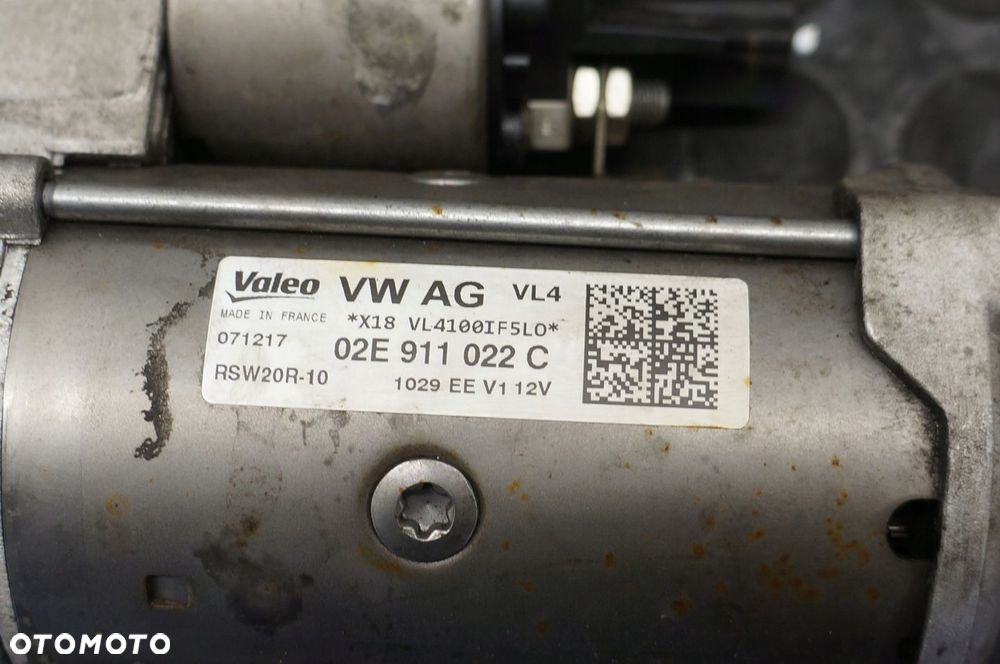 Valeo VW AG VL4
MADE IN FRANCE *X18 VL4100IF5LO*
071217 02E 911 022 C
RSW20R-10 1029 EE V1 12V
OTOMOTO